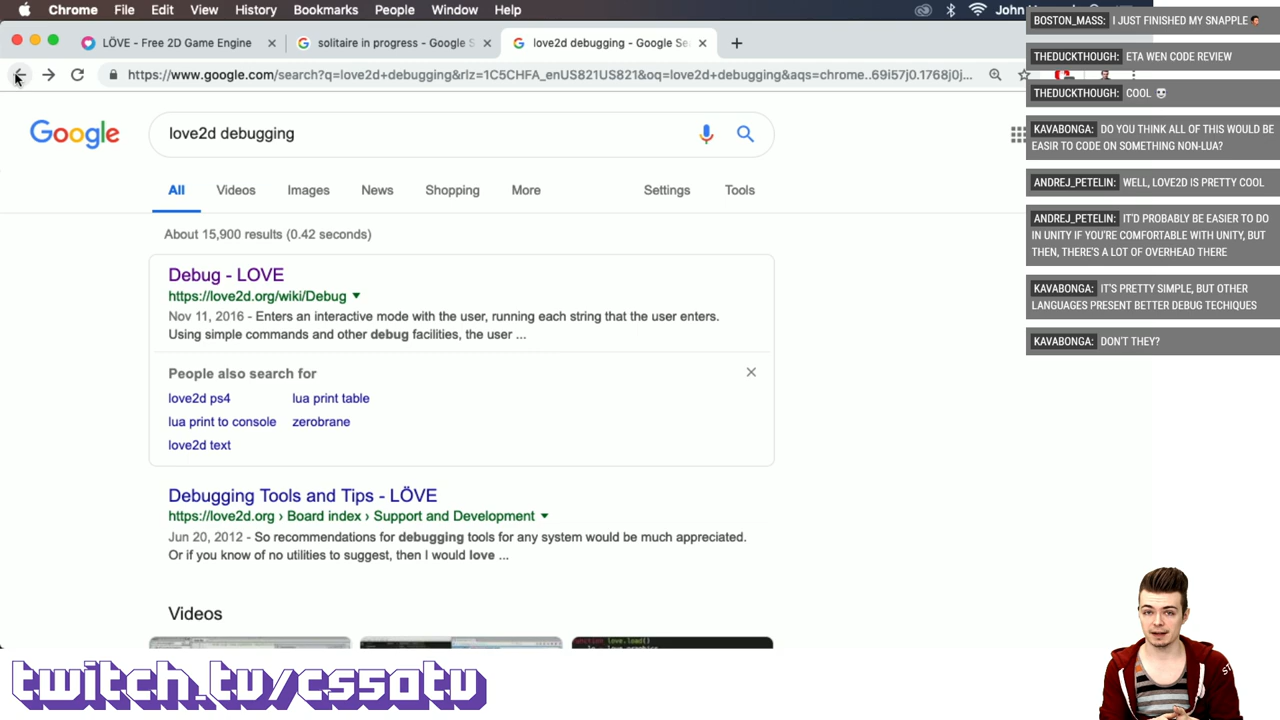 Chrome File Edit View History Bookmarks People Window Help John
LÖVE - Free 2D Game Engine
solitaire in progress - Google S
love2d debugging - Google Se
https://www.google.com/search?q=love2d+debugging&rlz=1C5CHFA_enUS821US821&oq=love2d+debugging&aqs=chrome..69i57j0.1768j0j...
Google
love2d debugging
All Videos Images News Shopping More Settings Tools
About 15,900 results (0.42 seconds)
Debug - LOVE
https://love2d.org/wiki/Debug
Nov 11, 2016 - Enters an interactive mode with the user, running each string that the user enters.
Using simple commands and other debug facilities, the user ...
People also search for
love2d ps4 lua print table
lua print to console zerobrane
love2d text
Debugging Tools and Tips - LÖVE
https://love2d.org › Board index › Support and Development
Jun 20, 2012 - So recommendations for debugging tools for any system would be much appreciated.
Or if you know of no utilities to suggest, then I would love ...
Videos
BOSTON_MASS: I JUST FINISHED MY SNAPPLE
THEDUCKTHOUGH: ETA WEN CODE REVIEW
THEDUCKTHOUGH: COOL
KAVABONGA: DO YOU THINK ALL OF THIS WOULD BE
EASIR TO CODE ON SOMETHING NON-LUA?
ANDREJ_PETELIN: WELL, LOVE2D IS PRETTY COOL
ANDREJ_PETELIN: IT'D PROBABLY BE EASIER TO DO
IN UNITY IF YOU'RE COMFORTABLE WITH UNITY, BUT
THEN, THERE'S A LOT OF OVERHEAD THERE
KAVABONGA: IT'S PRETTY SIMPLE, BUT OTHER
LANGUAGES PRESENT BETTER DEBUG TECHIQUES
KAVABONGA: DON'T THEY?
twitch.tv/cs50tv